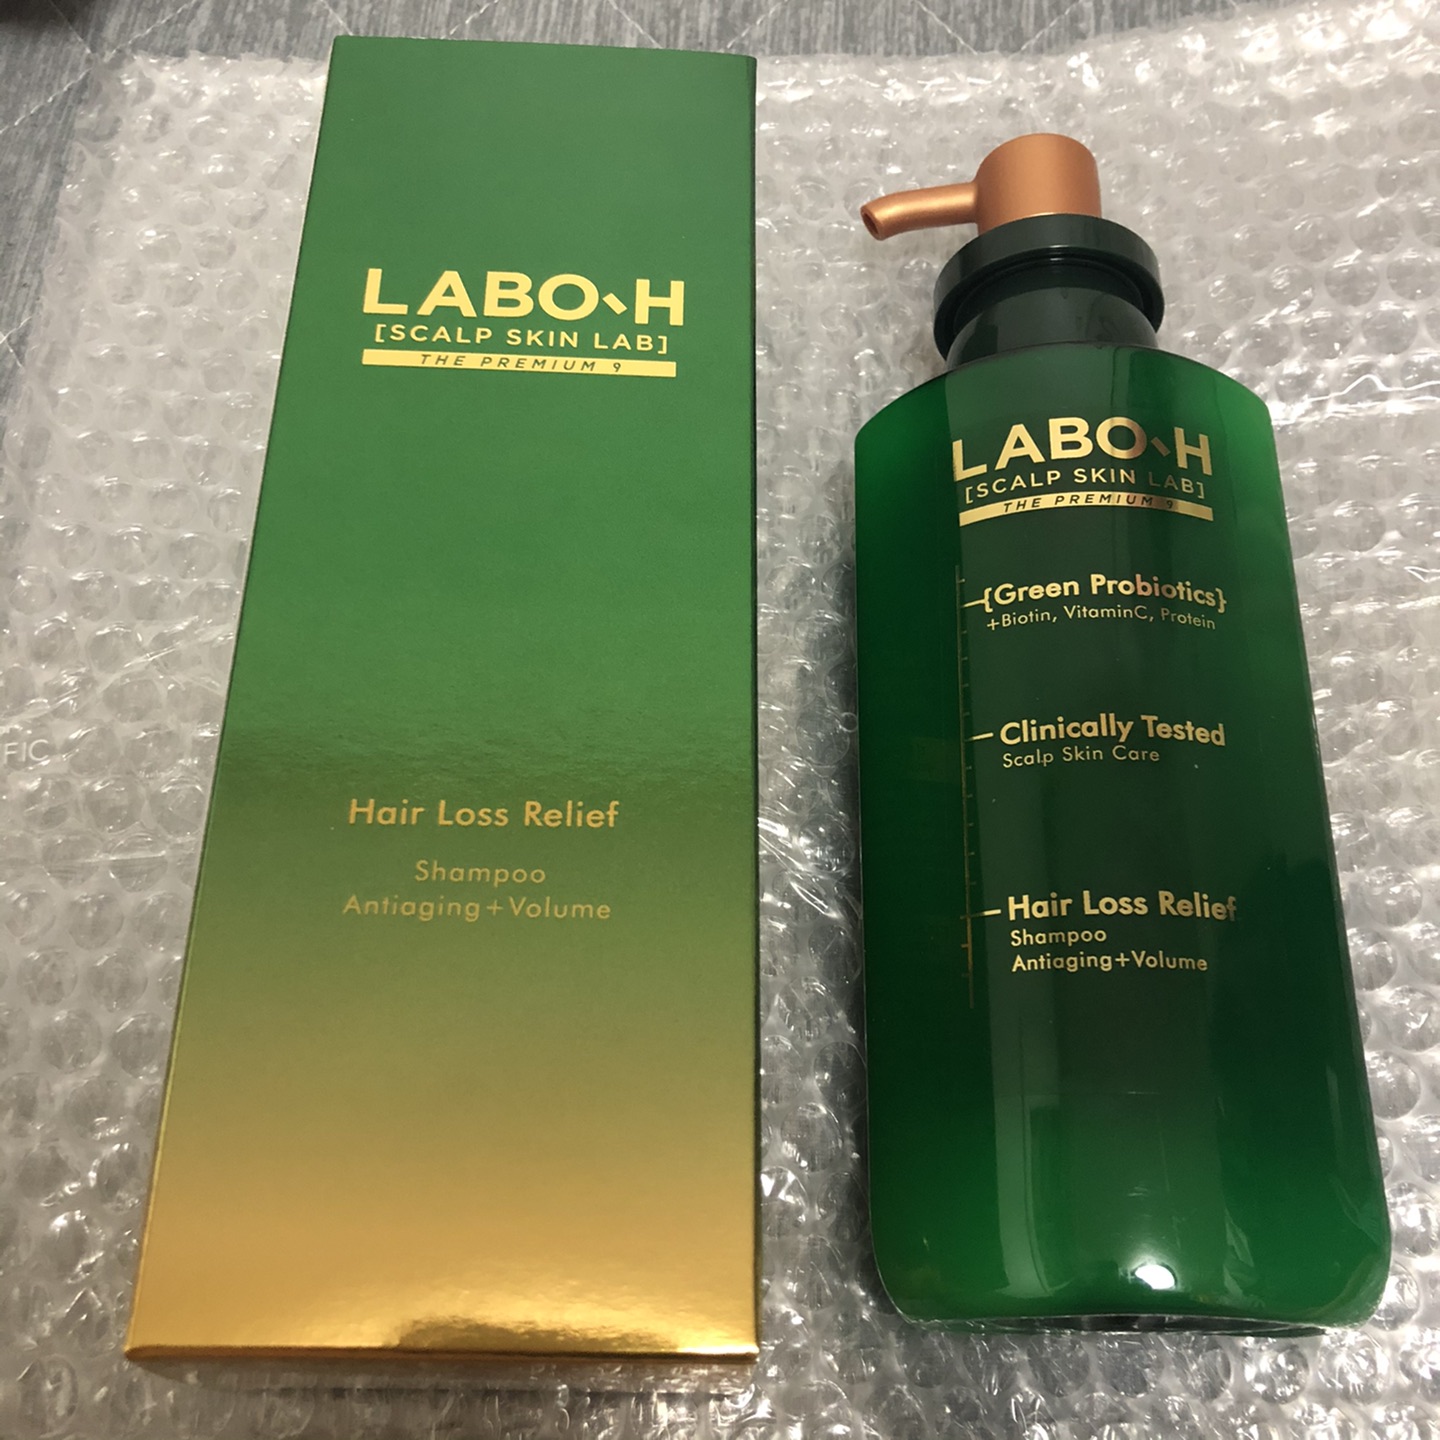 LABO-H
[SCALP SKIN LAB]
THE PREMIUM 9
Hair Loss Relief
Shampoo
Antiaging+Volume
LABO-H
[SCALP SKIN LAB]
THE PREMIUM 9
{Green Probiotics}
+Biotin, VitaminC, Protein
Clinically Tested
Scalp Skin Care
Hair Loss Relief
Shampoo
Antiaging+Volume
FIC